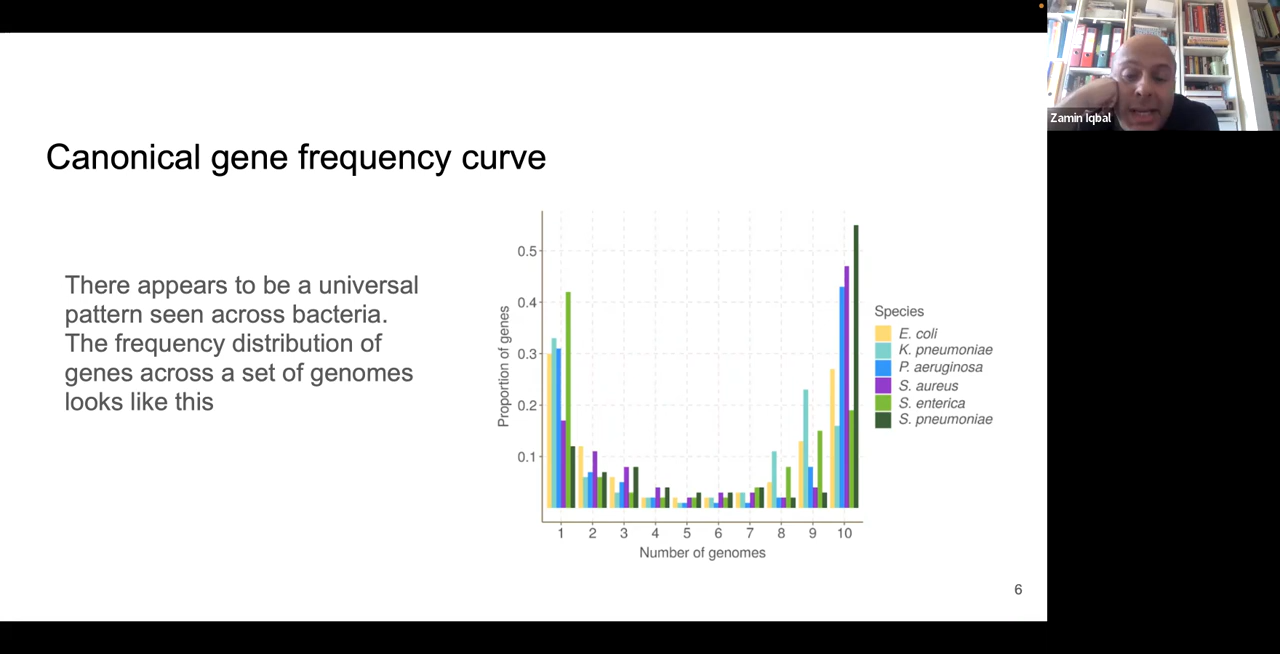 Zamin Iqbal
Canonical gene frequency curve
There appears to be a universal
pattern seen across bacteria.
The frequency distribution of
genes across a set of genomes
looks like this
Proportion of genes
0.5
0.4
0.3
0.2
0.1
1 2 3 4 5 6 7 8 9 10
Number of genomes
Species
E. coli
K. pneumoniae
P. aeruginosa
S. aureus
S. enterica
S. pneumoniae
6